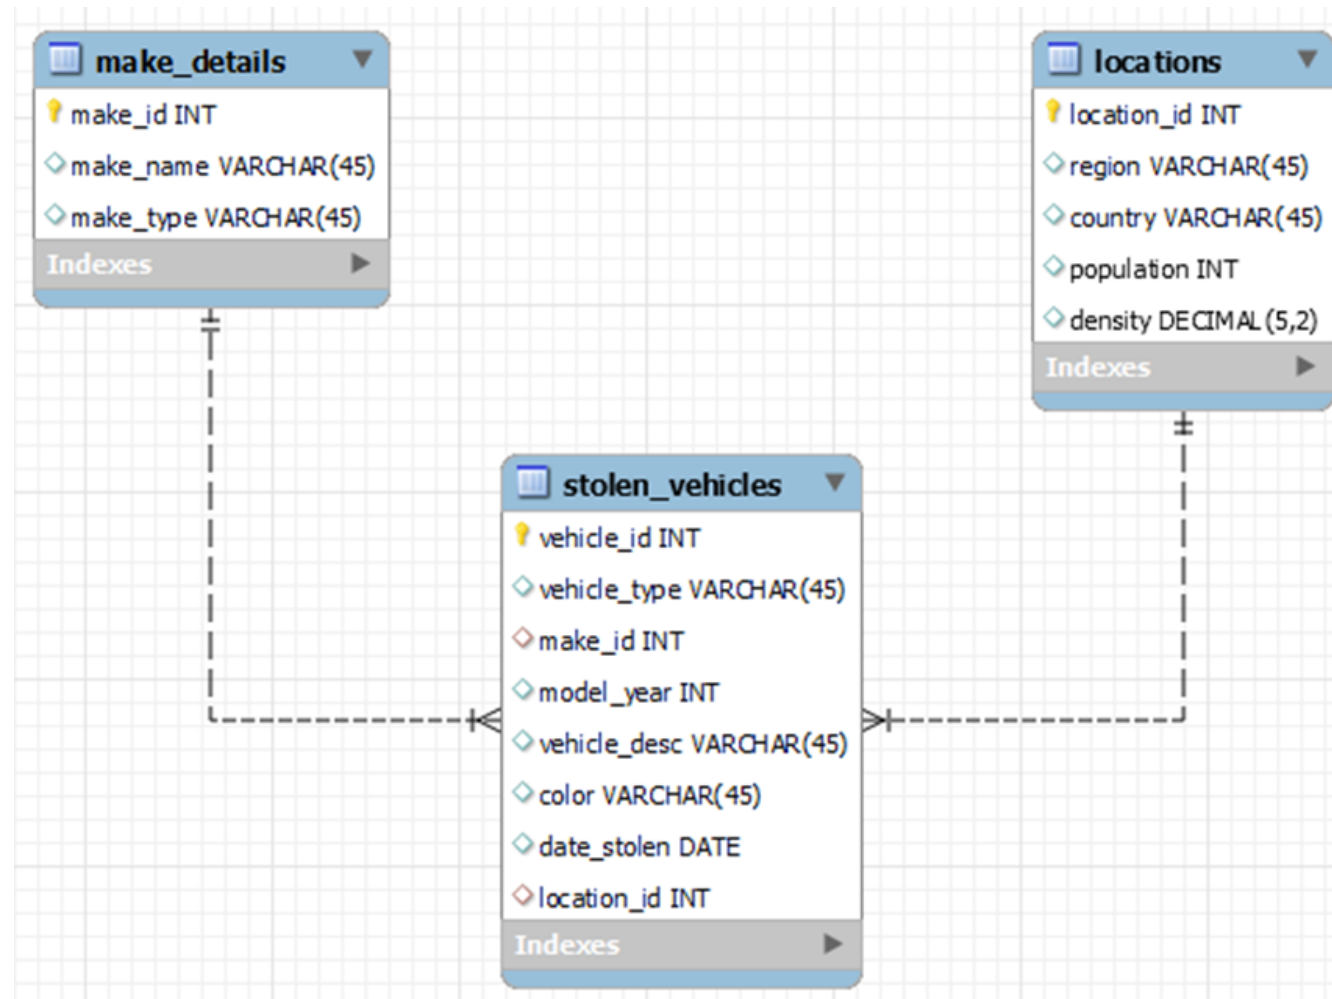 make_details
make_id INT
make_name VARCHAR(45)
make_type VARCHAR(45)
Indexes
locations
location_id INT
region VARCHAR(45)
country VARCHAR(45)
population INT
density DECIMAL(5,2)
Indexes
stolen_vehicles
vehicle_id INT
vehicle_type VARCHAR(45)
make_id INT
model_year INT
vehicle_desc VARCHAR(45)
color VARCHAR(45)
date_stolen DATE
location_id INT
Indexes